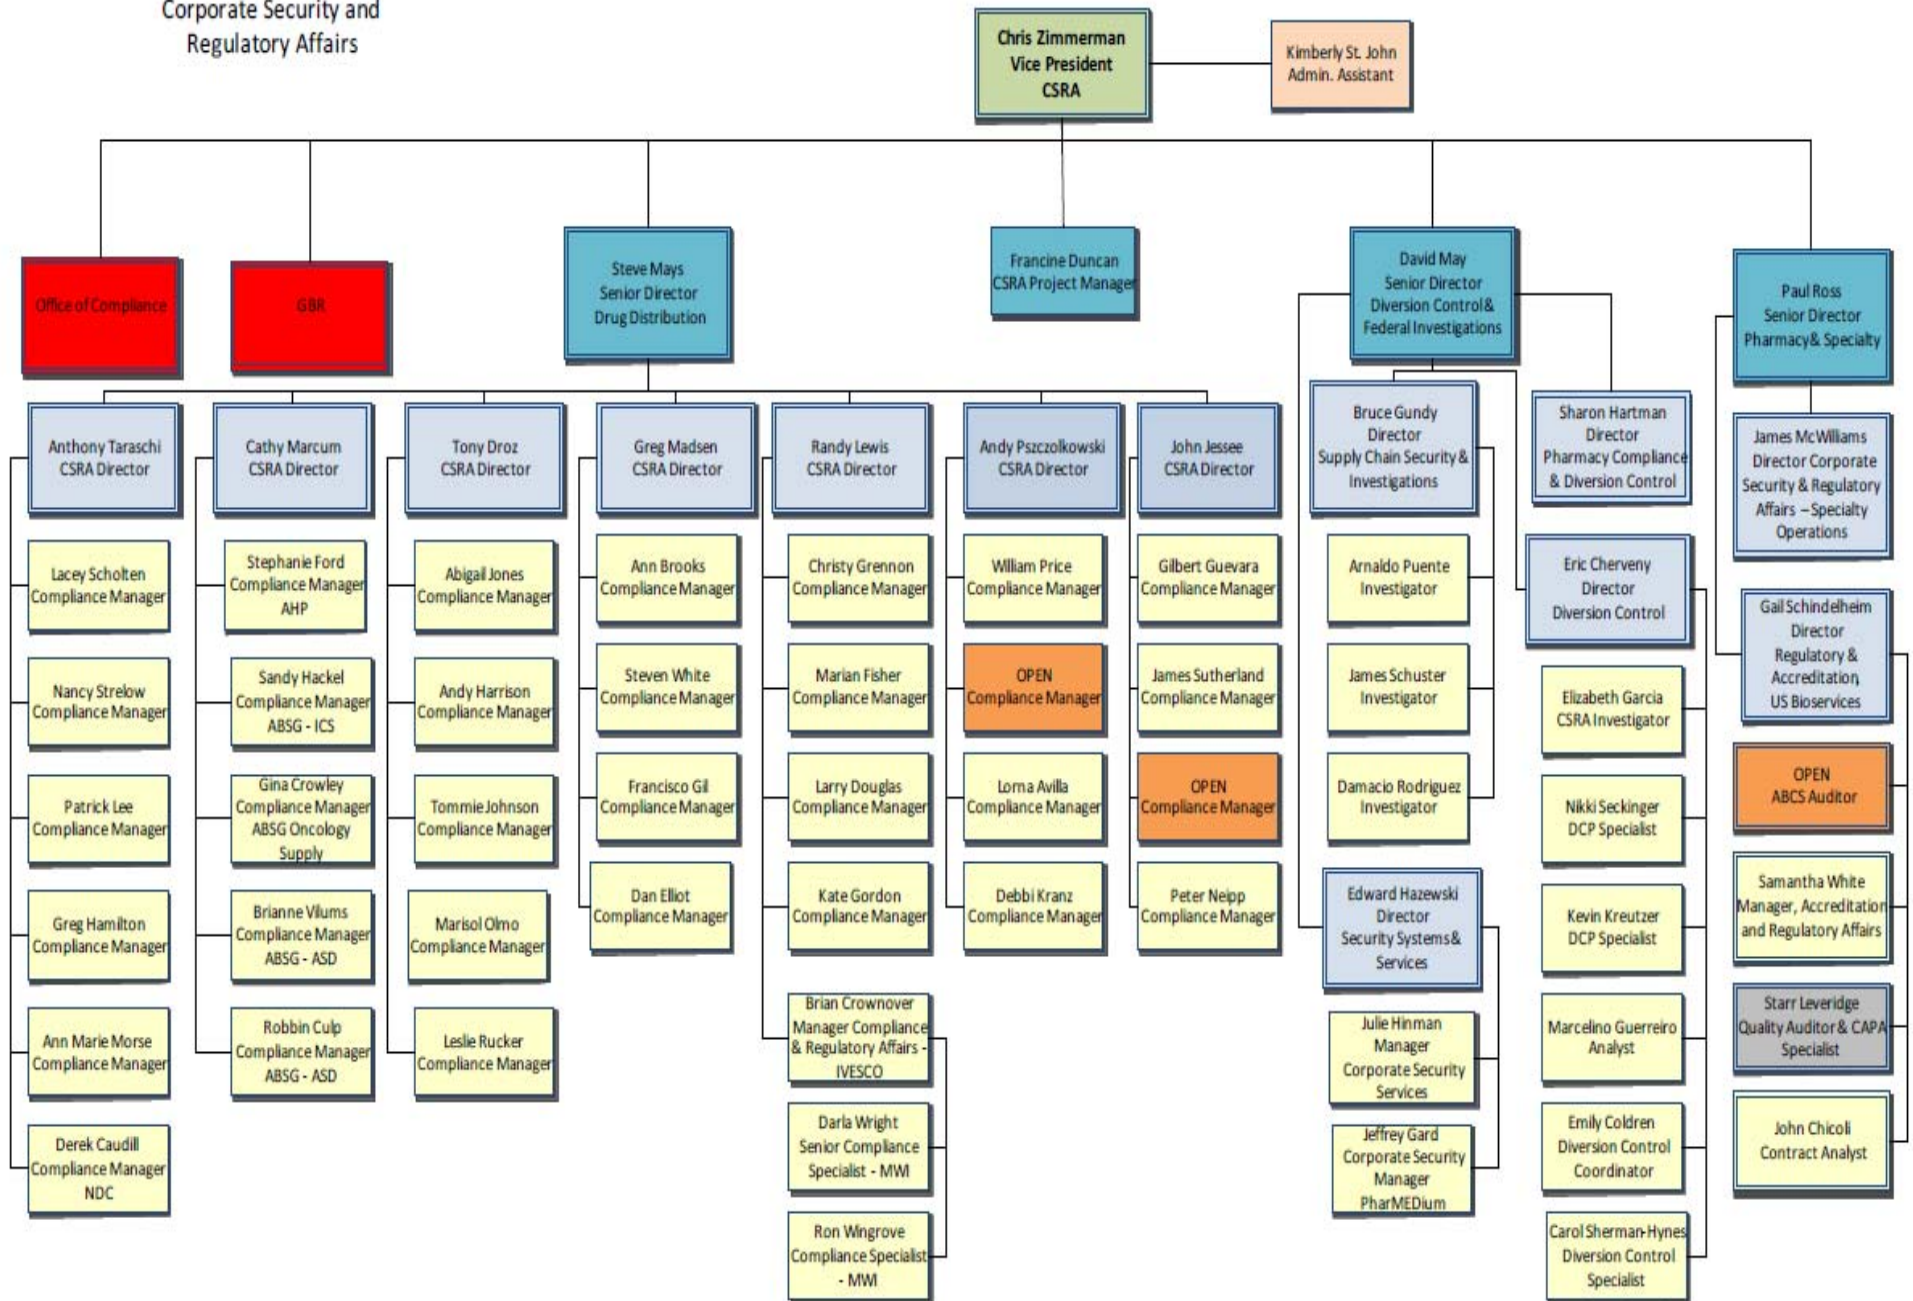 Corporate Security and
Regulatory Affairs
Chris Zimmerman
Vice President
CSRA
Kimberly St. John
Admin. Assistant
Office of Compliance
GBR
Steve Mays
Senior Director
Drug Distribution
Francine Duncan
CSRA Project Manager
David May
Senior Director
Diversion Control &
Federal Investigations
Paul Ross
Senior Director
Pharmacy & Specialty
Anthony Taraschi
CSRA Director
Lacey Scholten
Compliance Manager
Nancy Strelow
Compliance Manager
Patrick Lee
Compliance Manager
Greg Hamilton
Compliance Manager
Ann Marie Morse
Compliance Manager
Derek Caudill
Compliance Manager
NDC
Cathy Marcum
CSRA Director
Stephanie Ford
Compliance Manager
AHP
Sandy Hackel
Compliance Manager
ABSG - ICS
Gina Crowley
Compliance Manager
ABSG Oncology
Supply
Brianne Vilums
Compliance Manager
ABSG - ASD
Robbin Culp
Compliance Manager
ABSG - ASD
Tony Droz
CSRA Director
Abigail Jones
Compliance Manager
Andy Harrison
Compliance Manager
Tommie Johnson
Compliance Manager
Marisol Olmo
Compliance Manager
Leslie Rucker
Compliance Manager
Greg Madsen
CSRA Director
Ann Brooks
Compliance Manager
Steven White
Compliance Manager
Francisco Gil
Compliance Manager
Dan Elliot
Compliance Manager
Randy Lewis
CSRA Director
Christy Grennon
Compliance Manager
Marian Fisher
Compliance Manager
Larry Douglas
Compliance Manager
Kate Gordon
Compliance Manager
Brian Crownover
Manager Compliance
& Regulatory Affairs -
IVESCO
Darla Wright
Senior Compliance
Specialist - MWI
Ron Wingrove
Compliance Specialist
- MWI
Andy Pszczolkowski
CSRA Director
William Price
Compliance Manager
OPEN
Compliance Manager
Lorna Avilla
Compliance Manager
Debbi Kranz
Compliance Manager
John Jessee
CSRA Director
Gilbert Guevara
Compliance Manager
James Sutherland
Compliance Manager
OPEN
Compliance Manager
Peter Neipp
Compliance Manager
Bruce Gundy
Director
Supply Chain Security &
Investigations
Arnaldo Puente
Investigator
James Schuster
Investigator
Damacio Rodriguez
Investigator
Edward Hazewski
Director
Security Systems &
Services
Julie Hinman
Manager
Corporate Security
Services
Jeffrey Gard
Corporate Security
Manager
PharMEDium
Sharon Hartman
Director
Pharmacy Compliance
& Diversion Control
Eric Cherveny
Director
Diversion Control
Elizabeth Garcia
CSRA Investigator
Nikki Seckinger
DCP Specialist
Kevin Kreutzer
DCP Specialist
Marcelino Guerreiro
Analyst
Emily Coldren
Diversion Control
Coordinator
Carol Sherman-Hynes
Diversion Control
Specialist
James McWilliams
Director Corporate
Security & Regulatory
Affairs – Specialty
Operations
Gail Schindelheim
Director
Regulatory &
Accreditation,
US Bioservices
OPEN
ABCS Auditor
Samantha White
Manager, Accreditation
and Regulatory Affairs
Starr Leveridge
Quality Auditor & CAPA
Specialist
John Chicoli
Contract Analyst